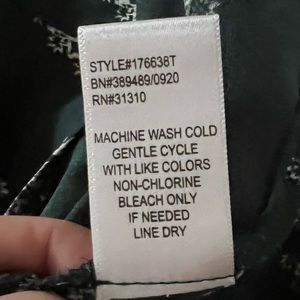 STYLE#176638T
BN#389489/0920
RN#31310
MACHINE WASH COLD
GENTLE CYCLE
WITH LIKE COLORS
NON-CHLORINE
BLEACH ONLY
IF NEEDED
LINE DRY